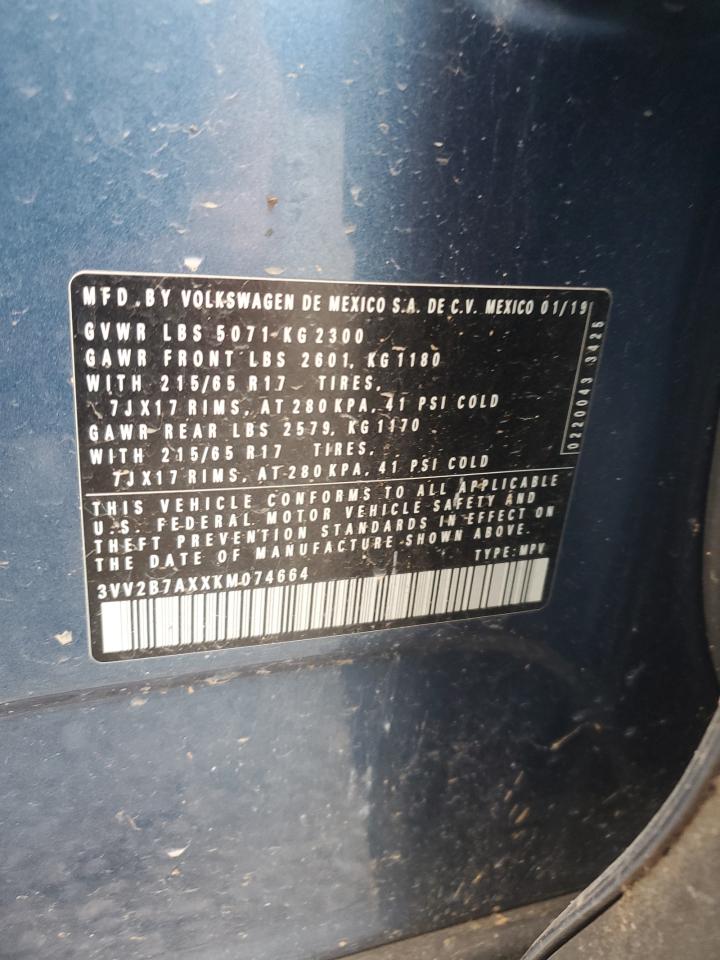 MFD.BY VOLKSWAGEN DE MEXICO S.A. DE C.V. MEXICO 01/19
GVWR LBS 5071-KG 2300
GAWR FRONT LBS 2601, KG 1180
WITH 215/65 R17 TIRES,
7JX17 RIMS, AT 280 KPA, 41 PSI COLD
GAWR REAR LBS 2579, KG 1170
WITH 215/65 R17 TIRES,
7JX17 RIMS, AT 280 KPA, 41 PSI COLD
0220043 3425
THIS VEHICLE CONFORMS TO ALL APPLICABLE
U.S. FEDERAL MOTOR VEHICLE SAFETY AND
THEFT PREVENTION STANDARDS IN EFFECT ON
THE DATE OF MANUFACTURE SHOWN ABOVE.
3VV2B7AXXKM074664 TYPE: MPV